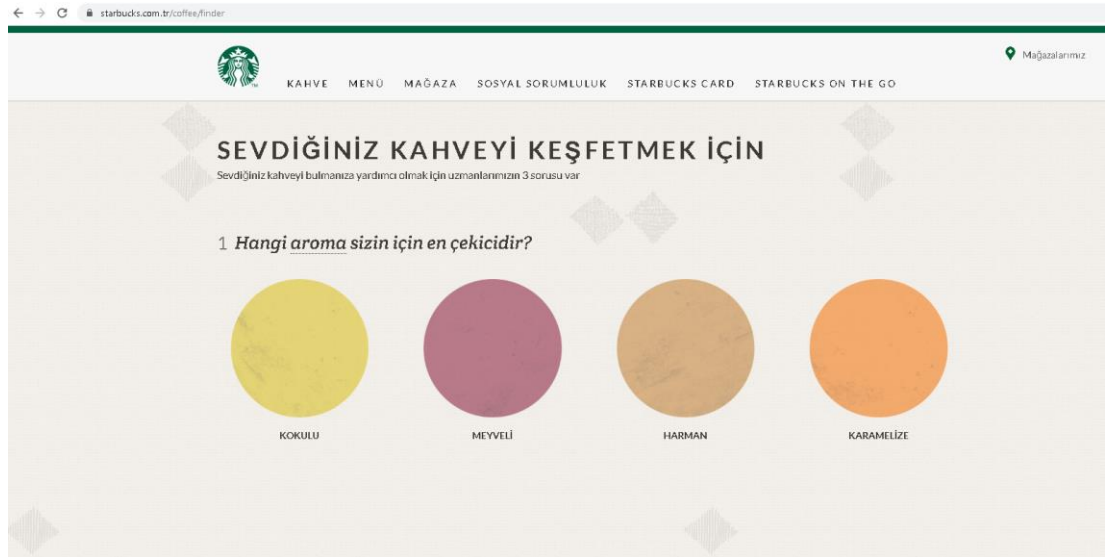 starbucks.com.tr/coffee/finder
Mağazalarımız
KAHVE MENÜ MAĞAZA SOSYAL SORUMLULUK STARBUCKS CARD STARBUCKS ON THE GO
SEVDİĞİNİZ KAHVEYİ KEŞFETMEK İÇİN
Sevdiğiniz kahveyi bulmanıza yardımcı olmak için uzmanlarımızın 3 sorusu var
1 Hangi aroma sizin için en çekicidir?
KOKULU MEYVELİ HARMAN KARAMELİZE